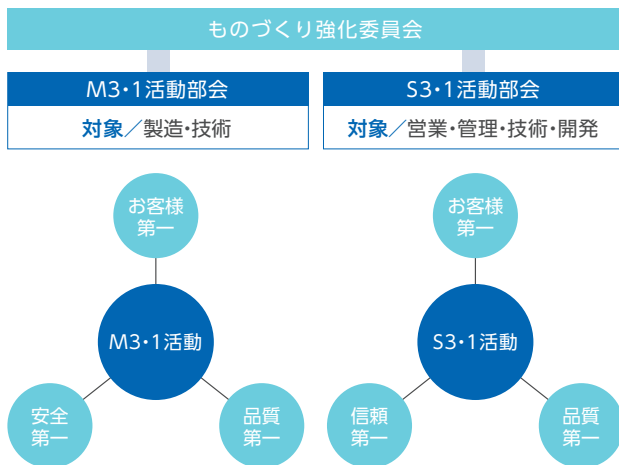 ものづくり強化委員会
M3・1活動部会
対象／製造・技術
S3・1活動部会
対象／営業・管理・技術・開発
お客様
第一
M3・1活動
安全
第一
品質
第一
お客様
第一
S3・1活動
信頼
第一
品質
第一